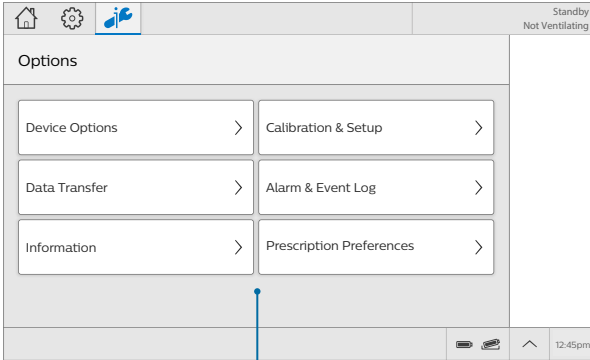 Standby
Not Ventilating
Options
Device Options
Calibration & Setup
Data Transfer
Alarm & Event Log
Information
Prescription Preferences
12:45pm